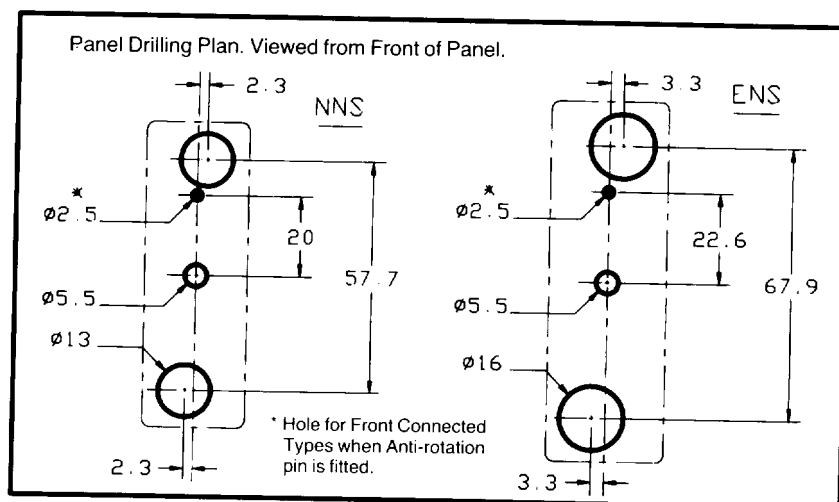 Panel Drilling Plan. Viewed from Front of Panel.
2.3
NNS
*
ø2.5
20
57.7
ø5.5
ø13
2.3
* Hole for Front Connected
Types when Anti-rotation
pin is fitted.
3.3
ENS
*
ø2.5
22.6
67.9
ø5.5
ø16
3.3